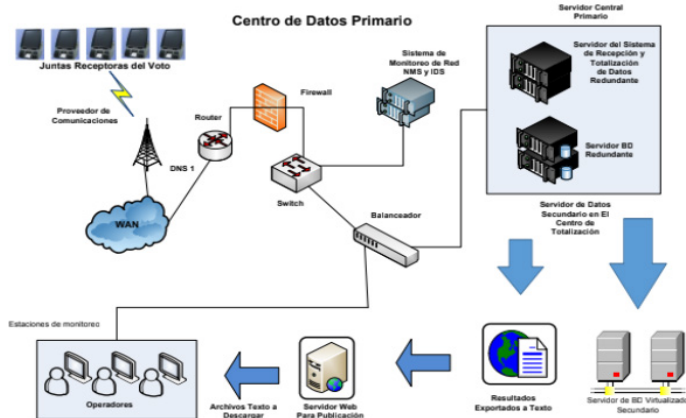 Servidor Central
Primario
Centro de Datos Primario
Juntas Receptoras del Voto
Proveedor de
Comunicaciones
Router
Firewall
Sistema de
Monitoreo de Red
NMS y IDS
Servidor del Sistema
de Recepción y
Totalización
de Datos
Redundante
Servidor BD
Redundante
DNS 1
WAN
Switch
Balanceador
Servidor de Datos
Secundario en El
Centro de
Totalización
Estaciones de monitoreo
Operadores
Archivos Texto a
Descargar
Servidor Web
Para Publicación
Resultados
Exportados a Texto
Servidor de BD Virtualizado
Secundario